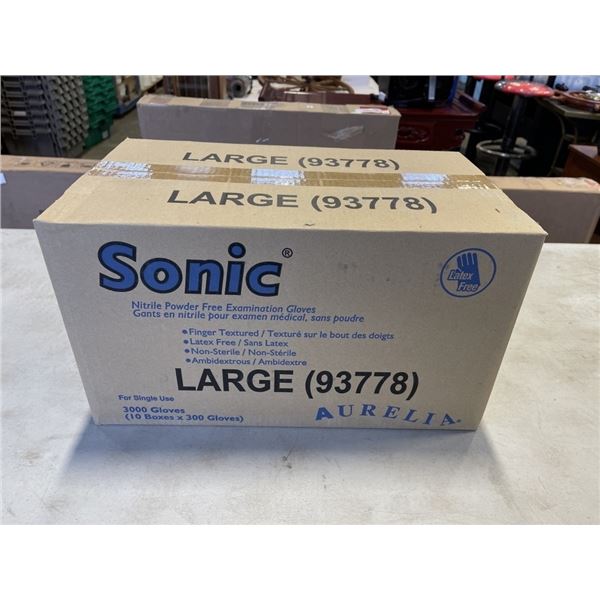 LARGE (93778)
LARGE (93778)
Sonic®
Nitrile Powder Free Examination Gloves
Gants en nitrile pour examen médical, sans poudre
Latex
Free
•Finger Textured / Texturé sur le bout des doigts
•Latex Free / Sans Latex
•Non-Sterile / Non-Stérile
•Ambidextrous / Ambidextre
LARGE (93778)
For Single Use
3000 Gloves
(10 Boxes x 300 Gloves)
AURELIA®